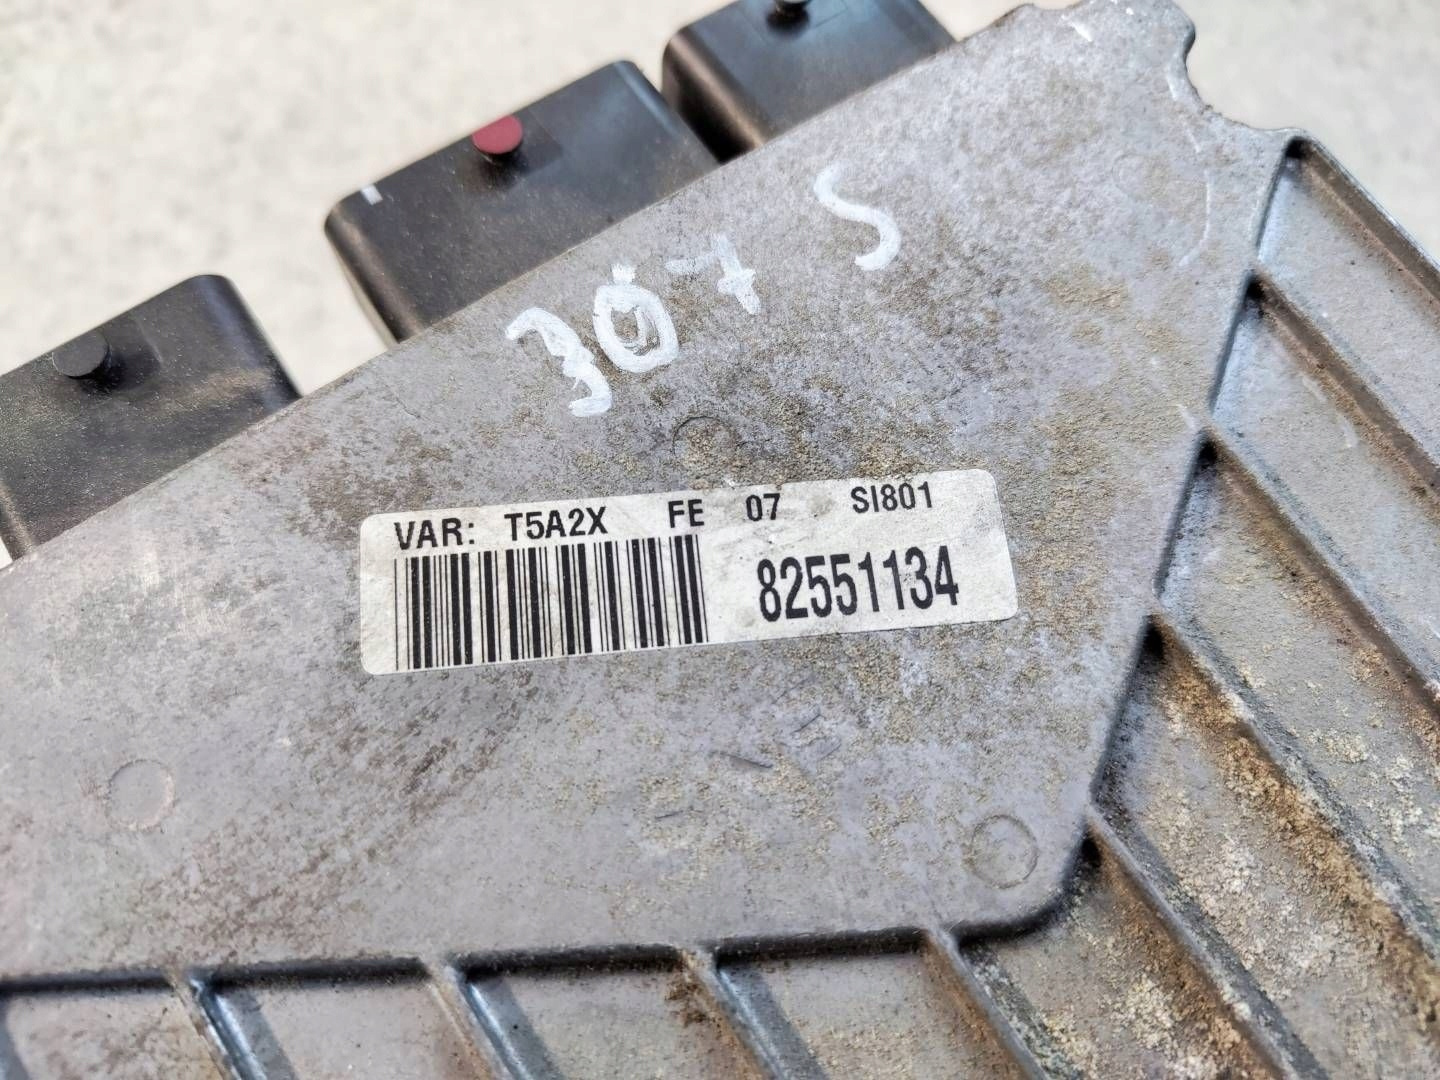 307 S
VAR: T5A2X FE 07 SI801
82551134